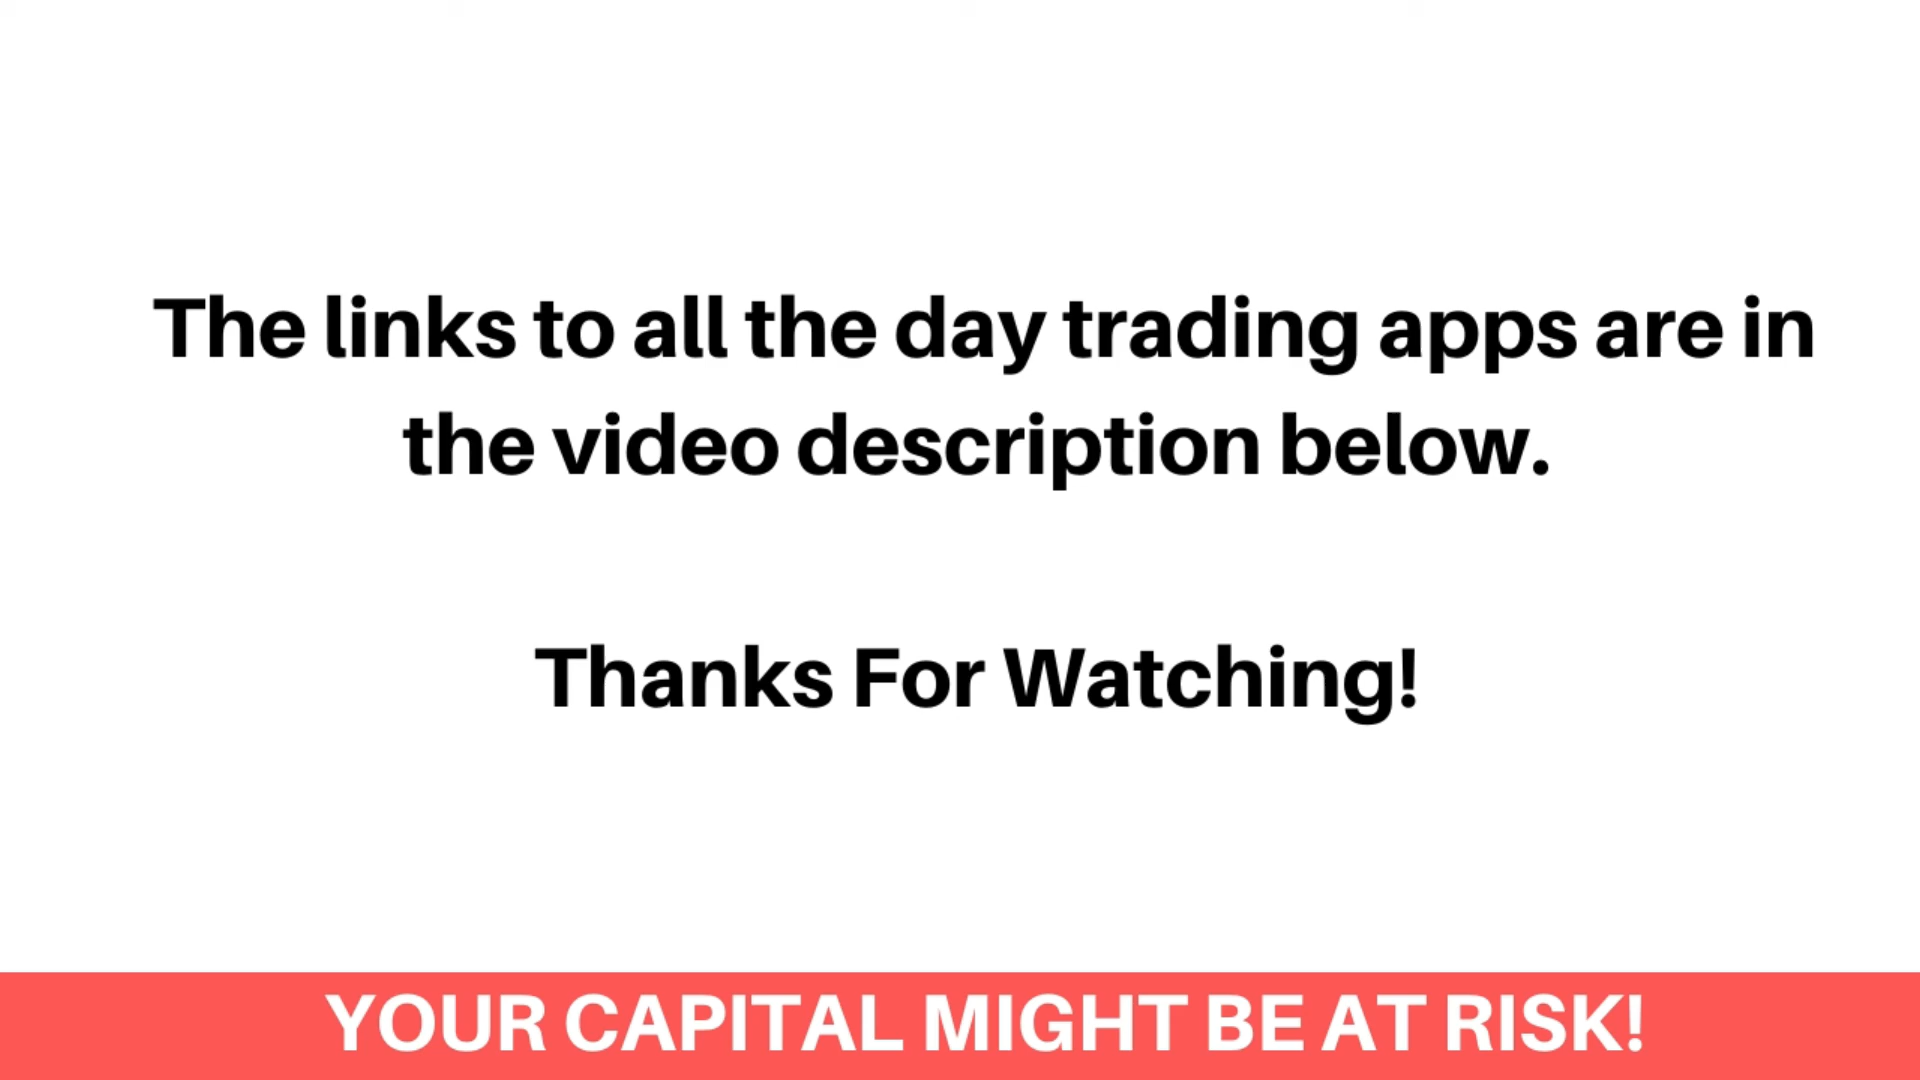 The links to all the day trading apps are in
the video description below.
Thanks For Watching!
YOUR CAPITAL MIGHT BE AT RISK!